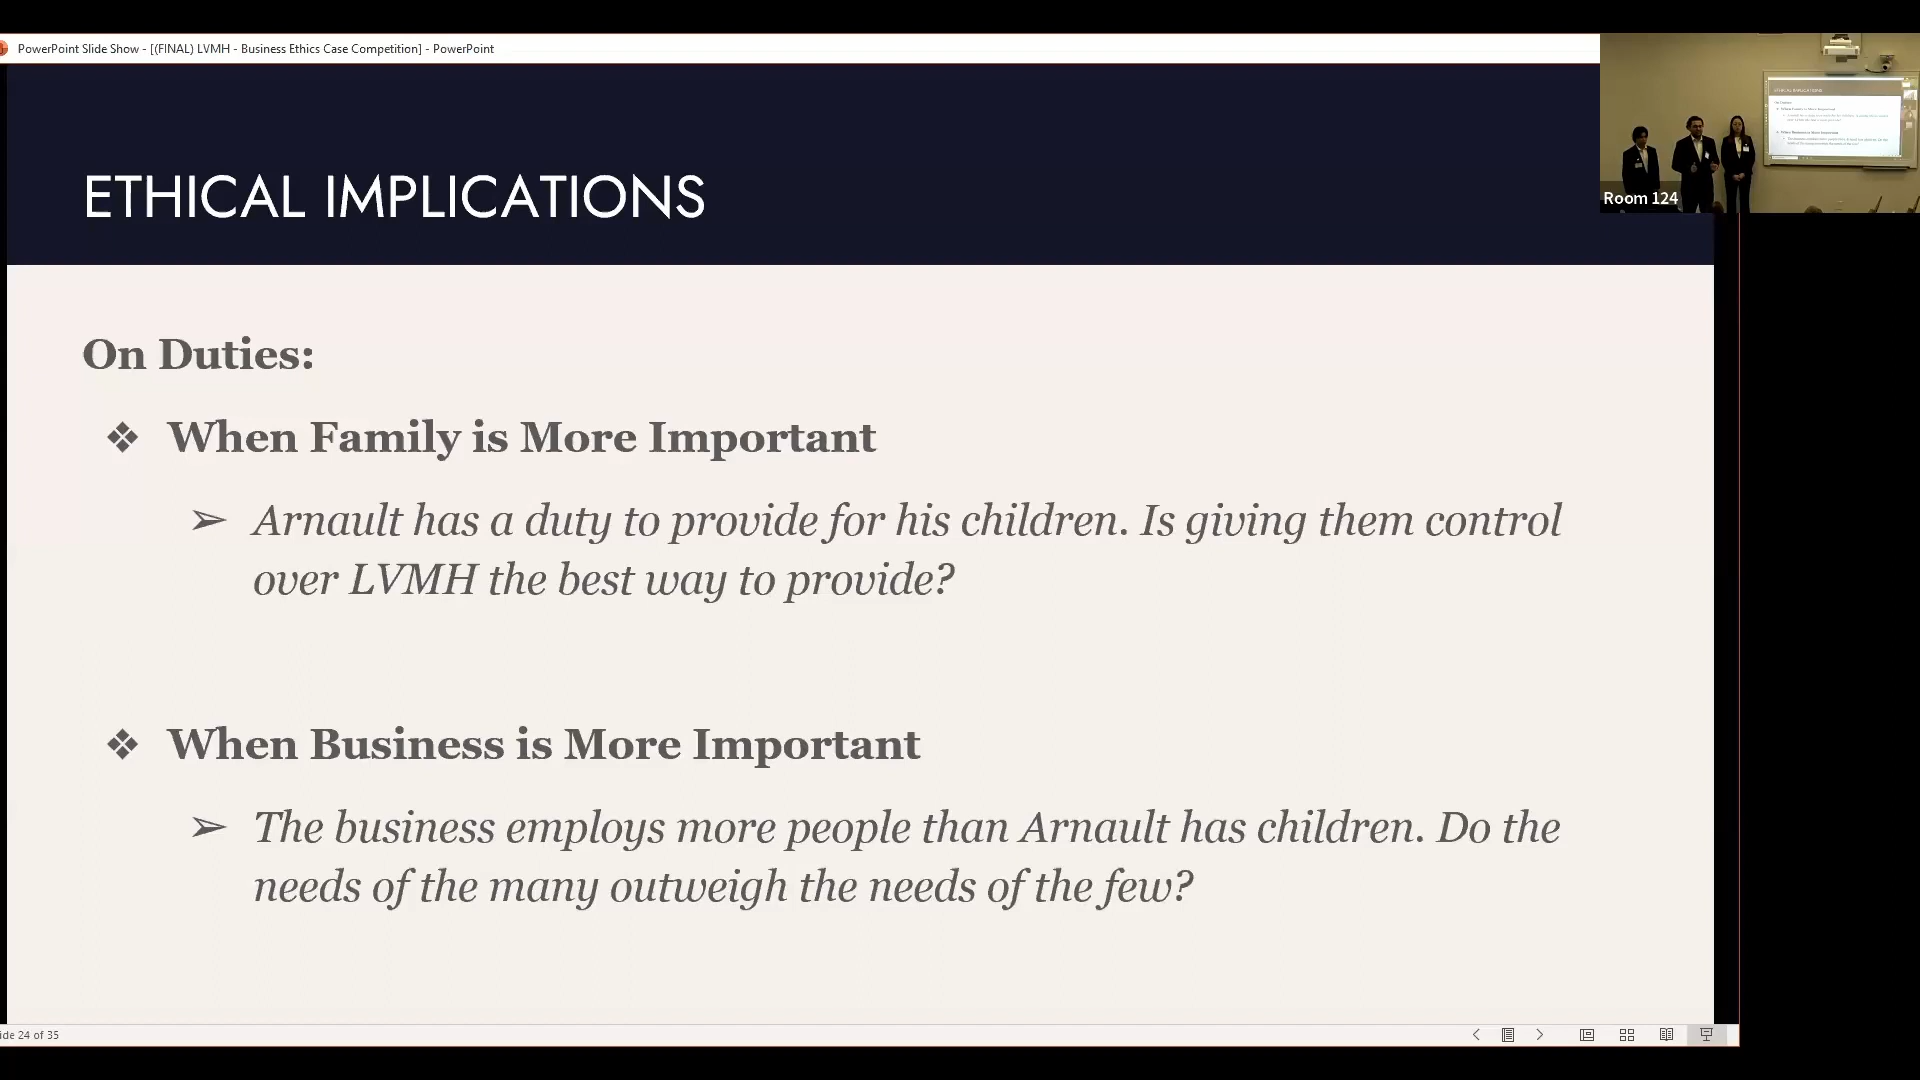 PowerPoint Slide Show - [(FINAL) LVMH - Business Ethics Case Competition] - PowerPoint
ETHICAL IMPLICATIONS
Room 124
On Duties:
❖ When Family is More Important
➢ Arnault has a duty to provide for his children. Is giving them control
over LVMH the best way to provide?
❖ When Business is More Important
➢ The business employs more people than Arnault has children. Do the
needs of the many outweigh the needs of the few?
ide 24 of 35